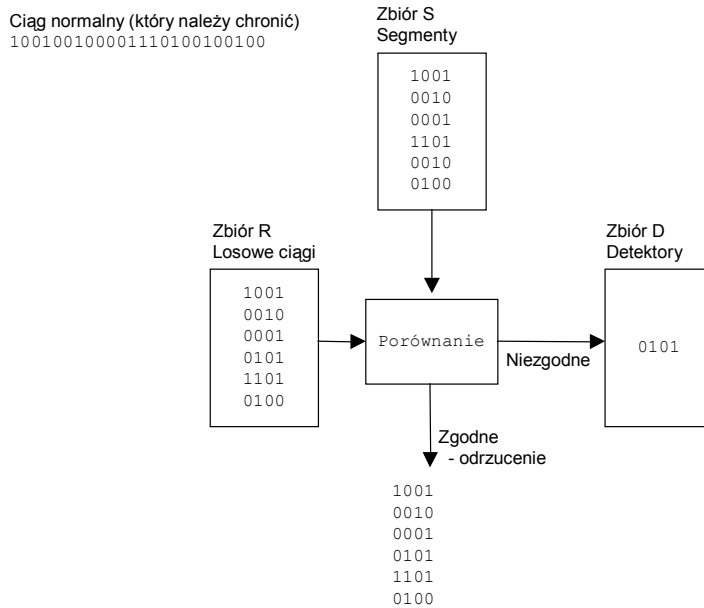 Ciąg normalny (który należy chronić)
100100100001110100100100
Zbiór S
Segmenty
1001
0010
0001
1101
0010
0100
Zbiór R
Losowe ciągi
1001
0010
0001
0101
1101
0100
Porównanie
Niezgodne
Zbiór D
Detektory
0101
Zgodne
- odrzucenie
1001
0010
0001
0101
1101
0100